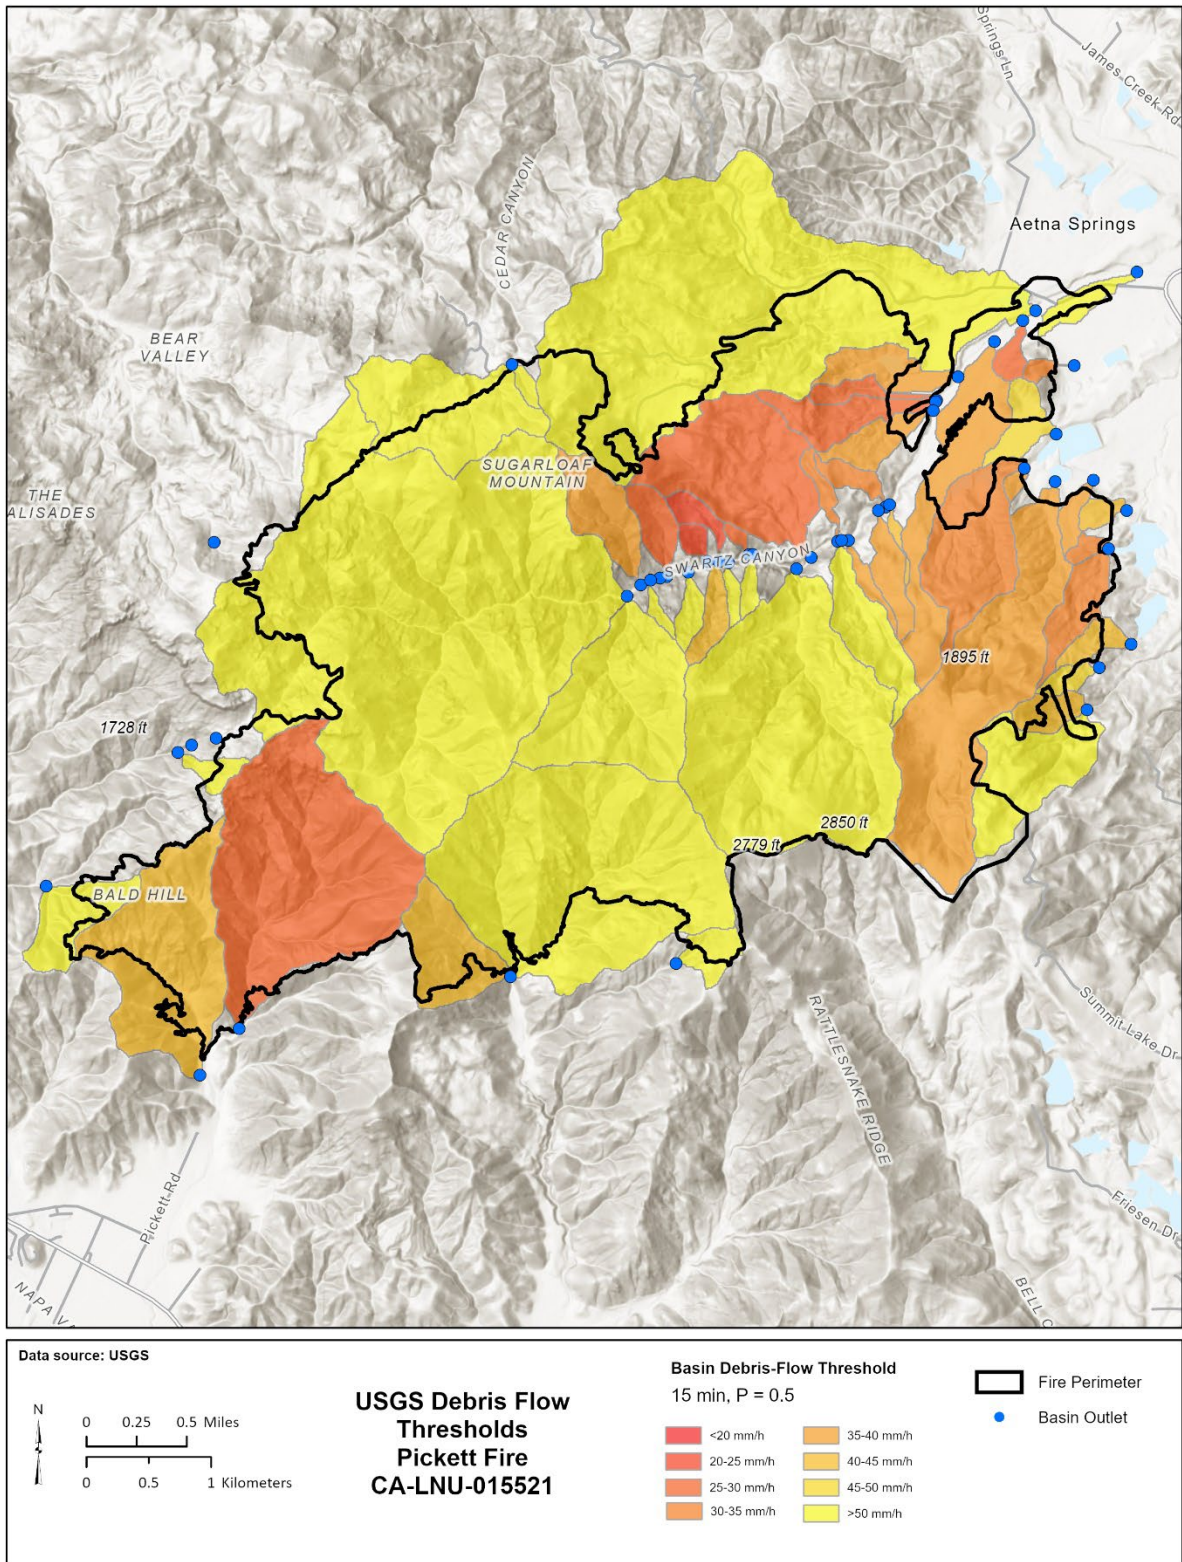 Springs Ln
James Creek Rd
CEDAR CANYON
Aetna Springs
BEAR
VALLEY
SUGARLOAF
MOUNTAIN
THE
ALISADES
SWARTZ CANYON
1895 ft
1728 ft
2850 ft
2779 ft
BALD HILL
RATTLESNAKE RIDGE
Summit Lake Dr
Pickett Rd
Friesen Dr
NAPA VA
BELL C
Data source: USGS
N
0 0.25 0.5 Miles
0 0.5 1 Kilometers
USGS Debris Flow
Thresholds
Pickett Fire
CA-LNU-015521
Basin Debris-Flow Threshold
15 min, P = 0.5
<20 mm/h
20-25 mm/h
25-30 mm/h
30-35 mm/h
35-40 mm/h
40-45 mm/h
45-50 mm/h
>50 mm/h
Fire Perimeter
Basin Outlet